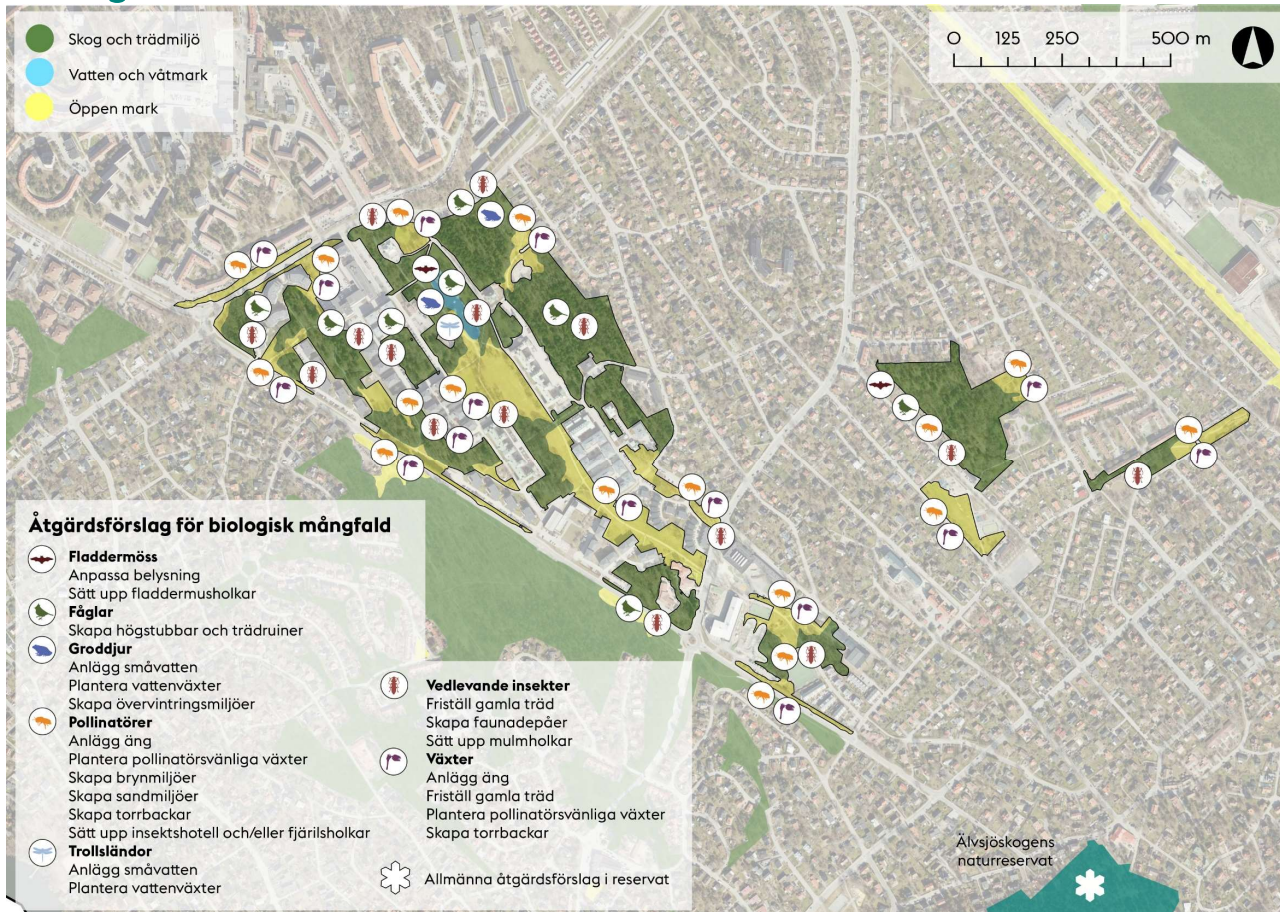 Skog och trädmiljö
Vatten och våtmark
Öppen mark
0 125 250 500 m
Åtgärdsförslag för biologisk mångfald
Fladdermöss
Anpassa belysning
Sätt upp fladdermusholkar
Fåglar
Skapa högstubbar och trädruiner
Groddjur
Anlägg småvatten
Plantera vattenväxter
Skapa övervintringsmiljöer
Pollinatörer
Anlägg äng
Plantera pollinatörsvänliga växter
Skapa brynmiljöer
Skapa sandmiljöer
Skapa torrbackar
Sätt upp insektshotell och/eller fjärilsholkar
Trollsländor
Anlägg småvatten
Plantera vattenväxter
Vedlevande insekter
Friställ gamla träd
Skapa faunadepåer
Sätt upp mulmholkar
Växter
Anlägg äng
Friställ gamla träd
Plantera pollinatörsvänliga växter
Skapa torrbackar
Allmänna åtgärdsförslag i reservat
Älvsjöskogens
naturreservat